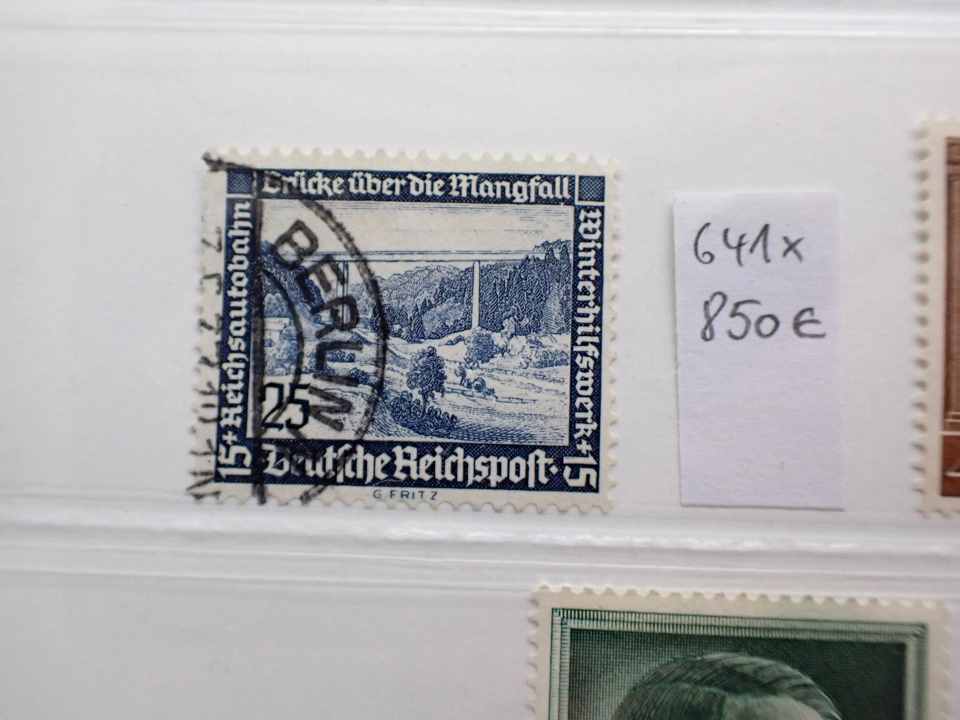 Brücke über die Mangfall
15+Reichsautobahn
Winterhilfswerk+15
25
Deutsche Reichspost·
G. FRITZ
BERLIN
641x
850€